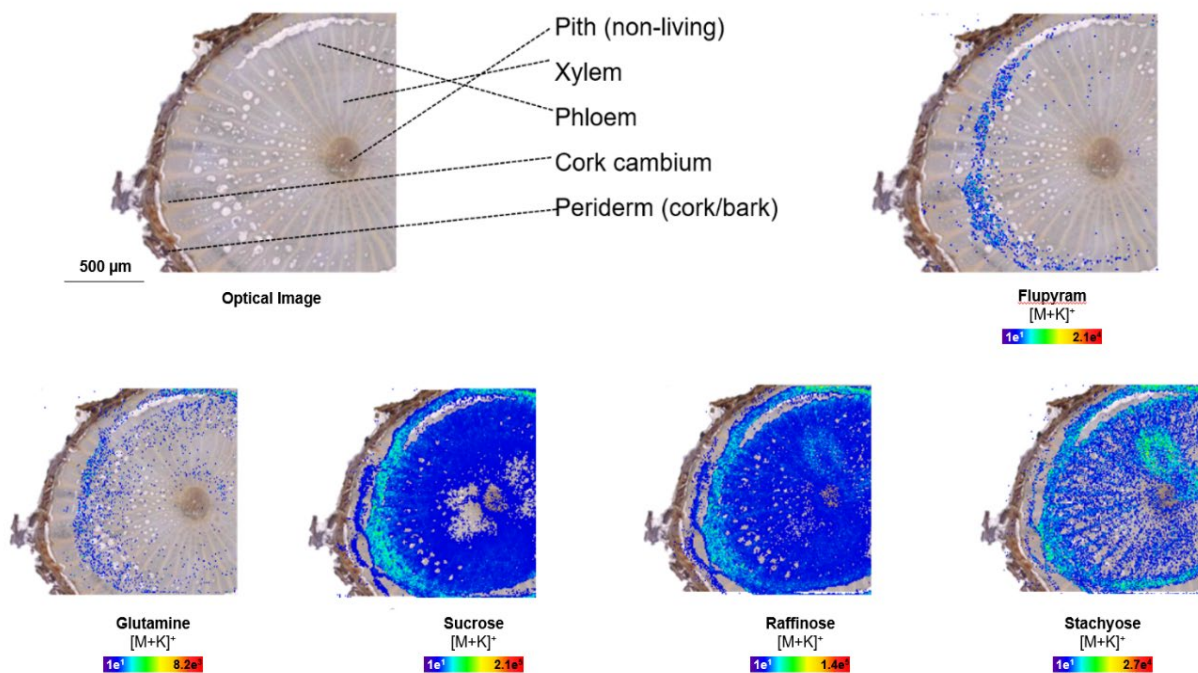 Pith (non-living)
Xylem
Phloem
Cork cambium
Periderm (cork/bark)
500 µm
Optical Image
Flupyram
[M+K]⁺
1e¹ 2.1e⁴
Glutamine
[M+K]⁺
1e¹ 8.2e³
Sucrose
[M+K]⁺
1e¹ 2.1e⁵
Raffinose
[M+K]⁺
1e¹ 1.4e⁵
Stachyose
[M+K]⁺
1e¹ 2.7e⁴